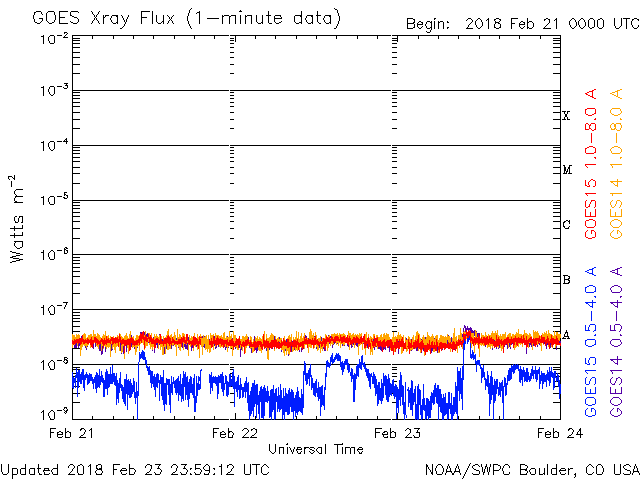 GOES Xray Flux (1-minute data)
Begin: 2018 Feb 21 0000 UTC
10⁻²
10⁻³
10⁻⁴
10⁻⁵
10⁻⁶
10⁻⁷
10⁻⁸
10⁻⁹
Watts m⁻²
X
M
C
B
A
GOES15 1.0-8.0 A
GOES14 1.0-8.0 A
GOES15 0.5-4.0 A
GOES14 0.5-4.0 A
Feb 21
Feb 22
Feb 23
Feb 24
Universal Time
Updated 2018 Feb 23 23:59:12 UTC
NOAA/SWPC Boulder, CO USA